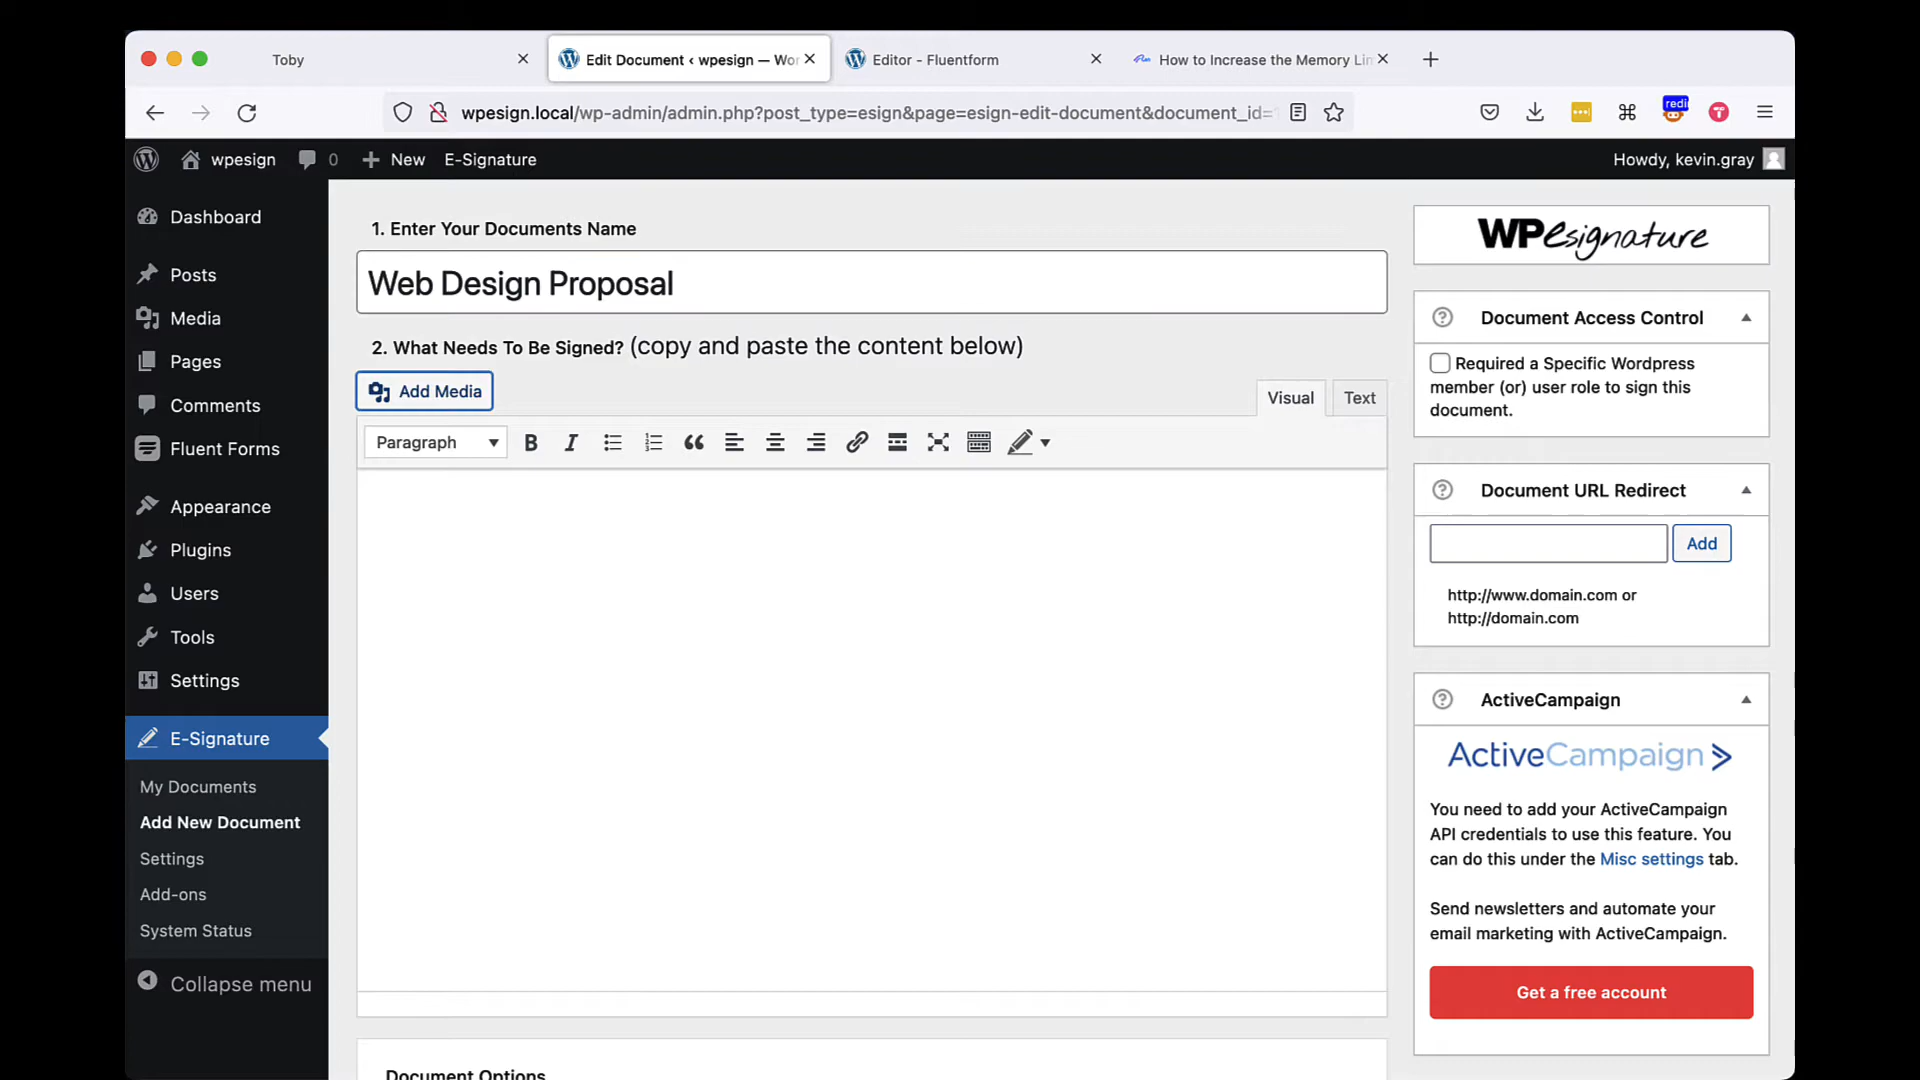 Toby
Edit Document ‹ wpesign — Wor
Editor - Fluentform
How to Increase the Memory Lim
wpesign.local/wp-admin/admin.php?post_type=esign&page=esign-edit-document&document_id=
redi
wpesign
0
New
E-Signature
Howdy, kevin.gray
Dashboard
Posts
Media
Pages
Comments
Fluent Forms
Appearance
Plugins
Users
Tools
Settings
E-Signature
My Documents
Add New Document
Settings
Add-ons
System Status
Collapse menu
1. Enter Your Documents Name
Web Design Proposal
2. What Needs To Be Signed? (copy and paste the content below)
Add Media
Visual
Text
Paragraph
B
I
Document Options
WPesignature
Document Access Control
Required a Specific Wordpress
member (or) user role to sign this
document.
Document URL Redirect
Add
http://www.domain.com or
http://domain.com
ActiveCampaign
ActiveCampaign
You need to add your ActiveCampaign
API credentials to use this feature. You
can do this under the Misc settings tab.
Send newsletters and automate your
email marketing with ActiveCampaign.
Get a free account